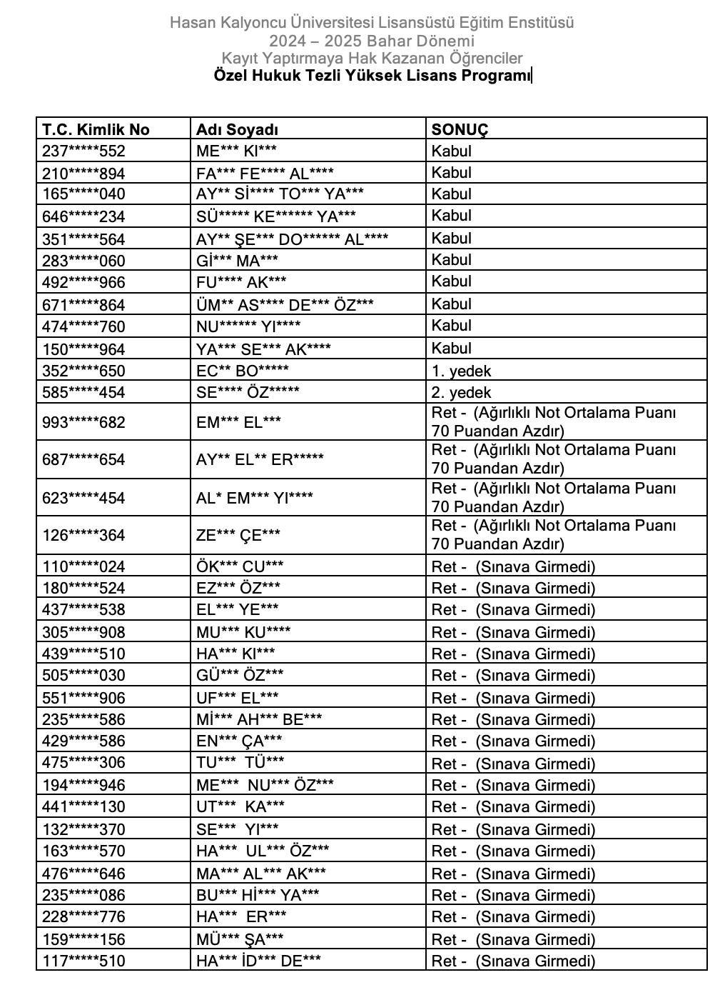 Hasan Kalyoncu Üniversitesi Lisansüstü Eğitim Enstitüsü
2024 – 2025 Bahar Dönemi
Kayıt Yaptırmaya Hak Kazanan Öğrenciler
Özel Hukuk Tezli Yüksek Lisans Programı
T.C. Kimlik No Adı Soyadı SONUÇ
237*****552 ME*** KI*** Kabul
210*****894 FA*** FE**** AL**** Kabul
165*****040 AY** Sİ**** TO*** YA*** Kabul
646*****234 SÜ***** KE****** YA*** Kabul
351*****564 AY** ŞE*** DO****** AL**** Kabul
283*****060 Gİ*** MA*** Kabul
492*****966 FU**** AK*** Kabul
671*****864 ÜM** AS**** DE*** ÖZ*** Kabul
474*****760 NU****** YI**** Kabul
150*****964 YA*** SE*** AK**** Kabul
352*****650 EC** BO***** 1. yedek
585*****454 SE**** ÖZ***** 2. yedek
993*****682 EM*** EL*** Ret - (Ağırlıklı Not Ortalama Puanı
70 Puandan Azdır)
687*****654 AY** EL** ER***** Ret - (Ağırlıklı Not Ortalama Puanı
70 Puandan Azdır)
623*****454 AL* EM*** YI**** Ret - (Ağırlıklı Not Ortalama Puanı
70 Puandan Azdır)
126*****364 ZE*** ÇE*** Ret - (Ağırlıklı Not Ortalama Puanı
70 Puandan Azdır)
110*****024 ÖK*** CU*** Ret - (Sınava Girmedi)
180*****524 EZ*** ÖZ*** Ret - (Sınava Girmedi)
437*****538 EL*** YE*** Ret - (Sınava Girmedi)
305*****908 MU*** KU**** Ret - (Sınava Girmedi)
439*****510 HA*** KI*** Ret - (Sınava Girmedi)
505*****030 GÜ*** ÖZ*** Ret - (Sınava Girmedi)
551*****906 UF*** EL*** Ret - (Sınava Girmedi)
235*****586 Mİ*** AH*** BE*** Ret - (Sınava Girmedi)
429*****586 EN*** ÇA*** Ret - (Sınava Girmedi)
475*****306 TU*** TÜ*** Ret - (Sınava Girmedi)
194*****946 ME*** NU*** ÖZ*** Ret - (Sınava Girmedi)
441*****130 UT*** KA*** Ret - (Sınava Girmedi)
132*****370 SE*** YI*** Ret - (Sınava Girmedi)
163*****570 HA*** UL*** ÖZ*** Ret - (Sınava Girmedi)
476*****646 MA*** AL*** AK*** Ret - (Sınava Girmedi)
235*****086 BU*** Hİ*** YA*** Ret - (Sınava Girmedi)
228*****776 HA*** ER*** Ret - (Sınava Girmedi)
159*****156 MÜ*** ŞA*** Ret - (Sınava Girmedi)
117*****510 HA*** İD*** DE*** Ret - (Sınava Girmedi)